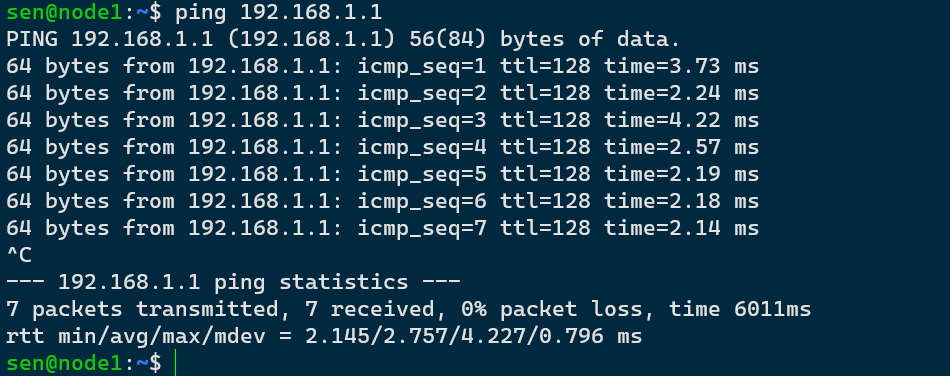 sen@node1:~$ ping 192.168.1.1
PING 192.168.1.1 (192.168.1.1) 56(84) bytes of data.
64 bytes from 192.168.1.1: icmp_seq=1 ttl=128 time=3.73 ms
64 bytes from 192.168.1.1: icmp_seq=2 ttl=128 time=2.24 ms
64 bytes from 192.168.1.1: icmp_seq=3 ttl=128 time=4.22 ms
64 bytes from 192.168.1.1: icmp_seq=4 ttl=128 time=2.57 ms
64 bytes from 192.168.1.1: icmp_seq=5 ttl=128 time=2.19 ms
64 bytes from 192.168.1.1: icmp_seq=6 ttl=128 time=2.18 ms
64 bytes from 192.168.1.1: icmp_seq=7 ttl=128 time=2.14 ms
^C
--- 192.168.1.1 ping statistics ---
7 packets transmitted, 7 received, 0% packet loss, time 6011ms
rtt min/avg/max/mdev = 2.145/2.757/4.227/0.796 ms
sen@node1:~$